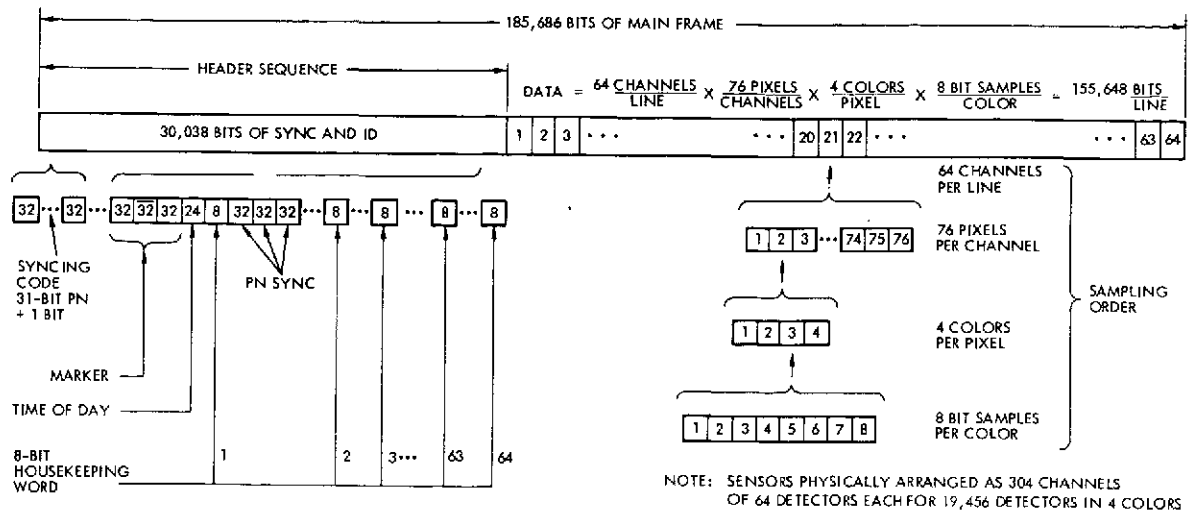 185,686 BITS OF MAIN FRAME
HEADER SEQUENCE
DATA = 64 CHANNELS/LINE × 76 PIXELS/CHANNELS × 4 COLORS/PIXEL × 8 BIT SAMPLES/COLOR = 155,648 BITS/LINE
30,038 BITS OF SYNC AND ID 1 2 3 ••• ••• 20 21 22 ••• ••• 63 64
32 ••• 32 ••• 32 3̅2̅ 32 24 8 32 32 32 ••• 8 ••• 8 ••• 8 ••• 8
SYNCING
CODE
31-BIT PN
+ 1 BIT
PN SYNC
MARKER
TIME OF DAY
8-BIT
HOUSEKEEPING
WORD
1 2 3••• 63 64
64 CHANNELS
PER LINE
1 2 3 ••• 74 75 76
76 PIXELS
PER CHANNEL
1 2 3 4
4 COLORS
PER PIXEL
1 2 3 4 5 6 7 8
8 BIT SAMPLES
PER COLOR
SAMPLING
ORDER
NOTE: SENSORS PHYSICALLY ARRANGED AS 304 CHANNELS
OF 64 DETECTORS EACH FOR 19,456 DETECTORS IN 4 COLORS